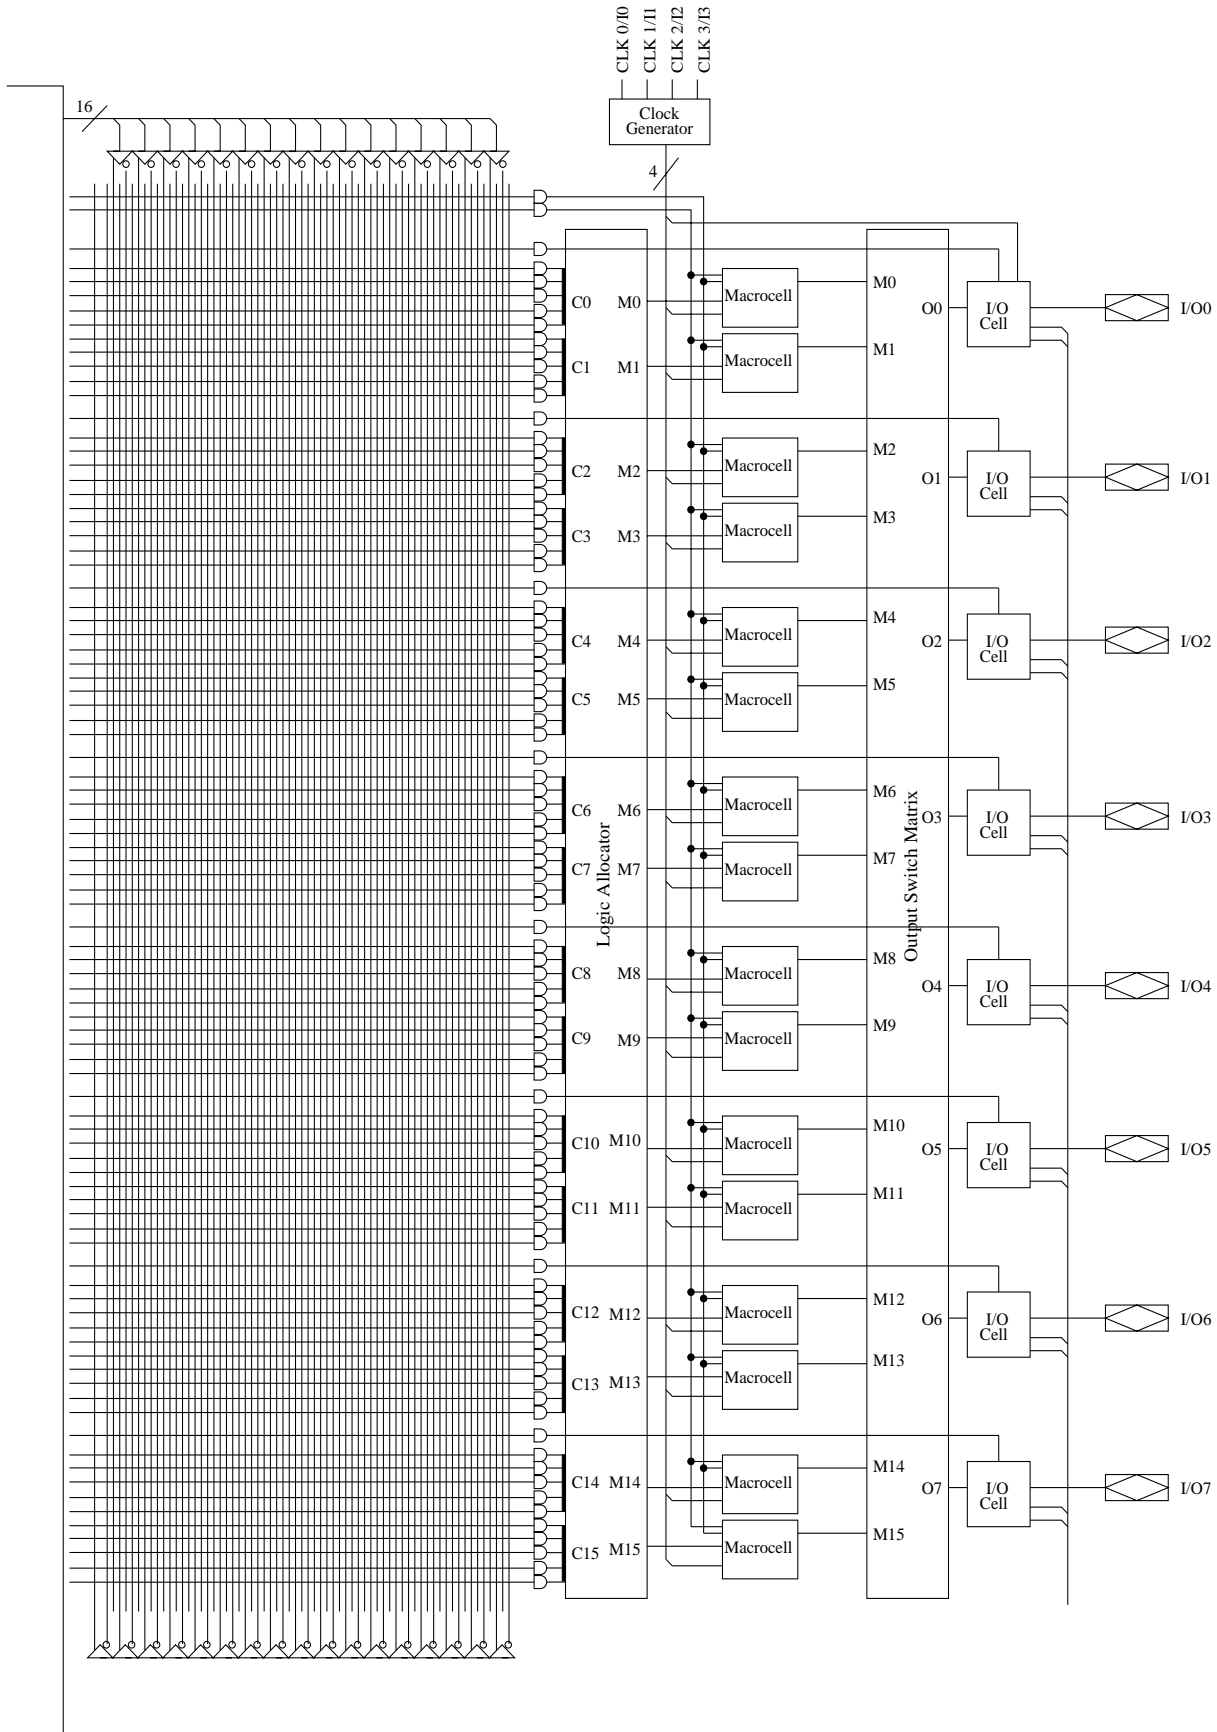 CLK 0/I0
CLK 1/I1
CLK 2/I2
CLK 3/I3
16
Clock
Generator
4
C0 M0 Macrocell M0 O0 I/O Cell I/O0
C1 M1 Macrocell M1
C2 M2 Macrocell M2 O1 I/O Cell I/O1
C3 M3 Macrocell M3
C4 M4 Macrocell M4 O2 I/O Cell I/O2
C5 M5 Macrocell M5
C6 M6 Macrocell M6 O3 I/O Cell I/O3
C7 M7 Macrocell M7
Logic Allocator
Output Switch Matrix
C8 M8 Macrocell M8 O4 I/O Cell I/O4
C9 M9 Macrocell M9
C10 M10 Macrocell M10 O5 I/O Cell I/O5
C11 M11 Macrocell M11
C12 M12 Macrocell M12 O6 I/O Cell I/O6
C13 M13 Macrocell M13
C14 M14 Macrocell M14 O7 I/O Cell I/O7
C15 M15 Macrocell M15